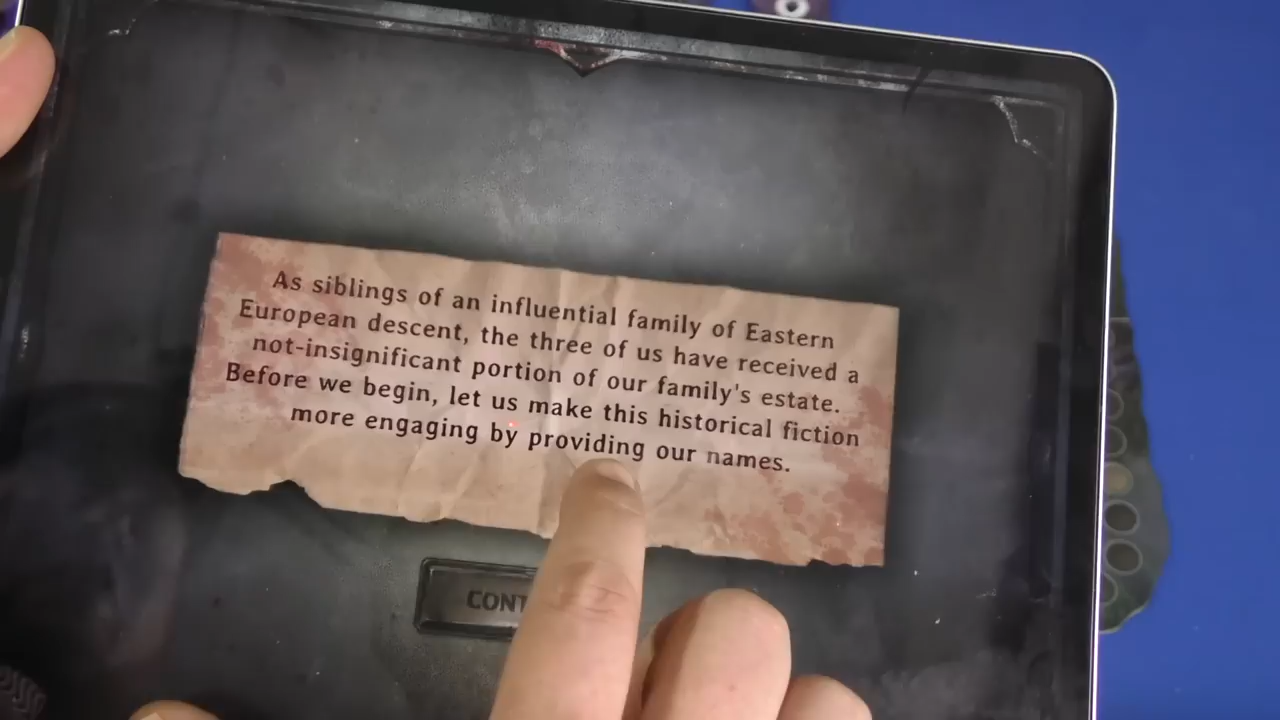 As siblings of an influential family of Eastern
European descent, the three of us have received a
not-insignificant portion of our family's estate.
Before we begin, let us make this historical fiction
more engaging by providing our names.